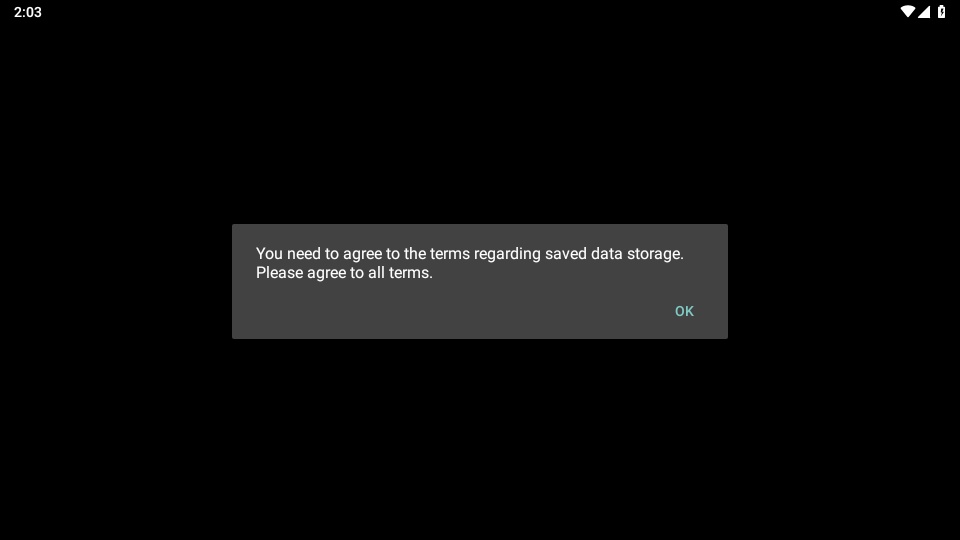 2:03
You need to agree to the terms regarding saved data storage.
Please agree to all terms.
OK